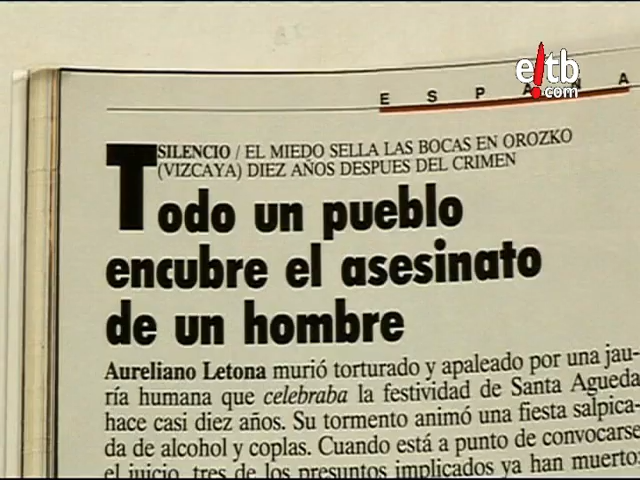 eitb
.com
ESPAÑA
SILENCIO / EL MIEDO SELLA LAS BOCAS EN OROZKO
(VIZCAYA) DIEZ AÑOS DESPUES DEL CRIMEN
Todo un pueblo
encubre el asesinato
de un hombre
Aureliano Letona murió torturado y apaleado por una jau-
ría humana que celebraba la festividad de Santa Agueda
hace casi diez años. Su tormento animó una fiesta salpica-
da de alcohol y coplas. Cuando está a punto de convocarse
el juicio, tres de los presuntos implicados ya han muerto: